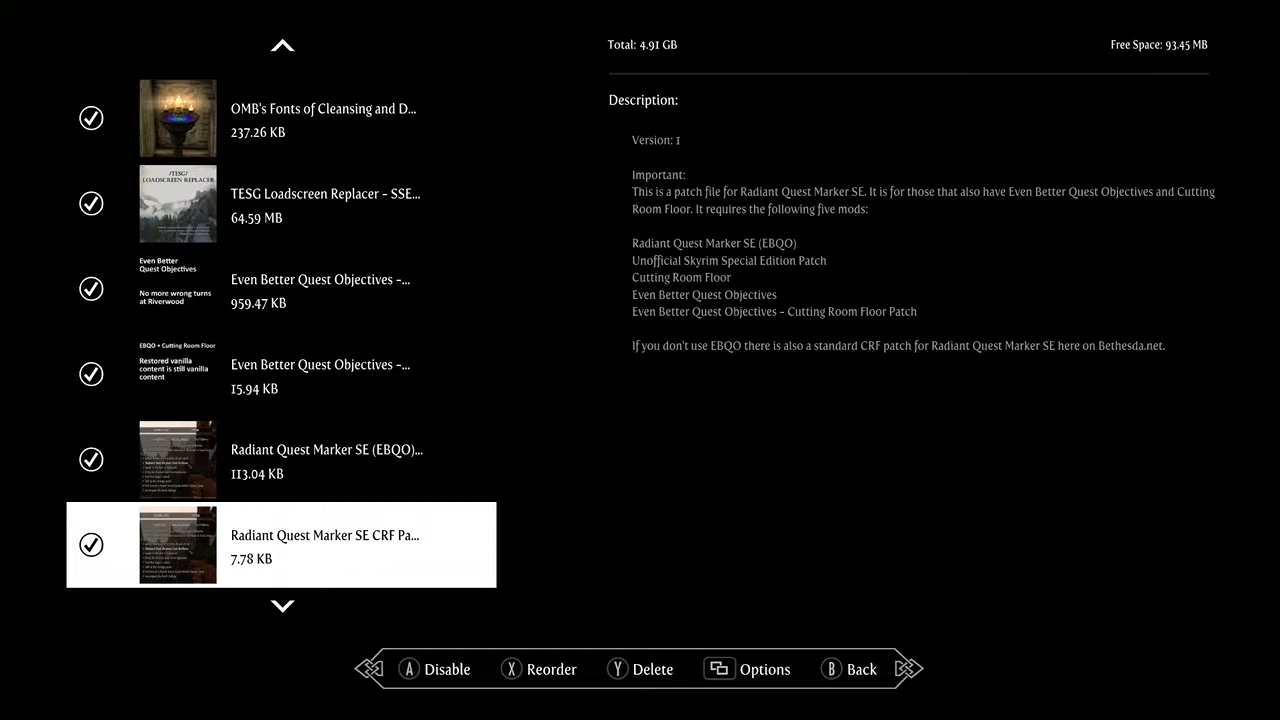 Total: 4.91 GB
Free Space: 93.45 MB
OMB's Fonts of Cleansing and D...
237.26 KB
/TESG/
LOADSCREEN REPLACER
TESG Loadscreen Replacer - SSE...
64.59 MB
Even Better
Quest Objectives
No more wrong turns
at Riverwood
Even Better Quest Objectives -...
959.47 KB
EBQO + Cutting Room Floor
Restored vanilla
content is still vanilla
content
Even Better Quest Objectives -...
15.94 KB
Radiant Quest Marker SE (EBQO)...
113.04 KB
Radiant Quest Marker SE CRF Pa...
7.78 KB
Description:
Version: 1
Important:
This is a patch file for Radiant Quest Marker SE. It is for those that also have Even Better Quest Objectives and Cutting
Room Floor. It requires the following five mods:
Radiant Quest Marker SE (EBQO)
Unofficial Skyrim Special Edition Patch
Cutting Room Floor
Even Better Quest Objectives
Even Better Quest Objectives - Cutting Room Floor Patch
If you don't use EBQO there is also a standard CRF patch for Radiant Quest Marker SE here on Bethesda.net.
A Disable X Reorder Y Delete Options B Back